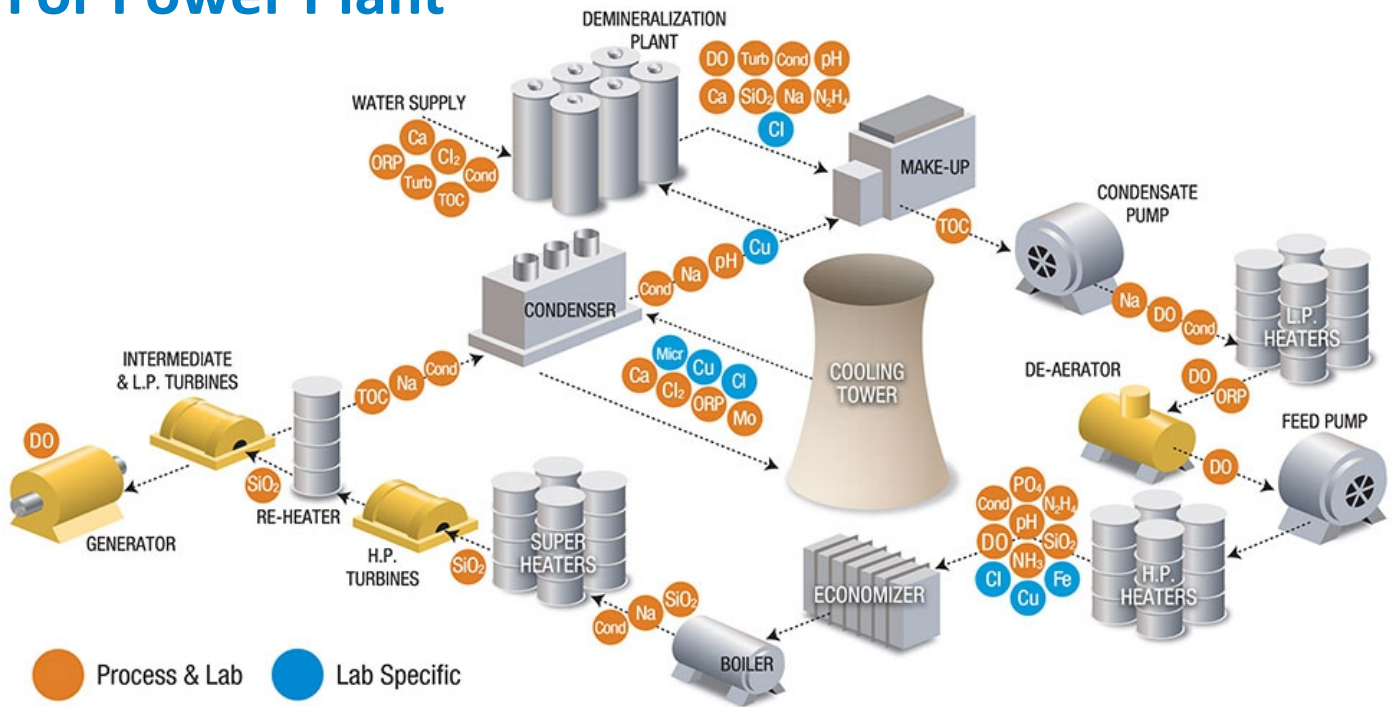 For Power Plant
DEMINERALIZATION
PLANT
WATER SUPPLY
Ca
ORP
Cl₂
Cond
Turb
TOC
DO
Turb
Cond
pH
Ca
SiO₂
Na
N₂H₄
Cl
MAKE-UP
TOC
CONDENSATE
PUMP
Na
DO
Cond
L.P.
HEATERS
DO
ORP
DE-AERATOR
DO
FEED PUMP
H.P.
HEATERS
PO₄
Cond
N₂H₄
pH
DO
SiO₂
NH₃
Cl
Fe
Cu
ECONOMIZER
BOILER
Cond
Na
SiO₂
SUPER
HEATERS
SiO₂
H.P.
TURBINES
RE-HEATER
SiO₂
INTERMEDIATE
& L.P. TURBINES
DO
GENERATOR
TOC
Na
Cond
CONDENSER
Cond
Na
pH
Cu
Micr
Cu
Cl
Ca
Cl₂
ORP
Mo
COOLING
TOWER
Process & Lab
Lab Specific